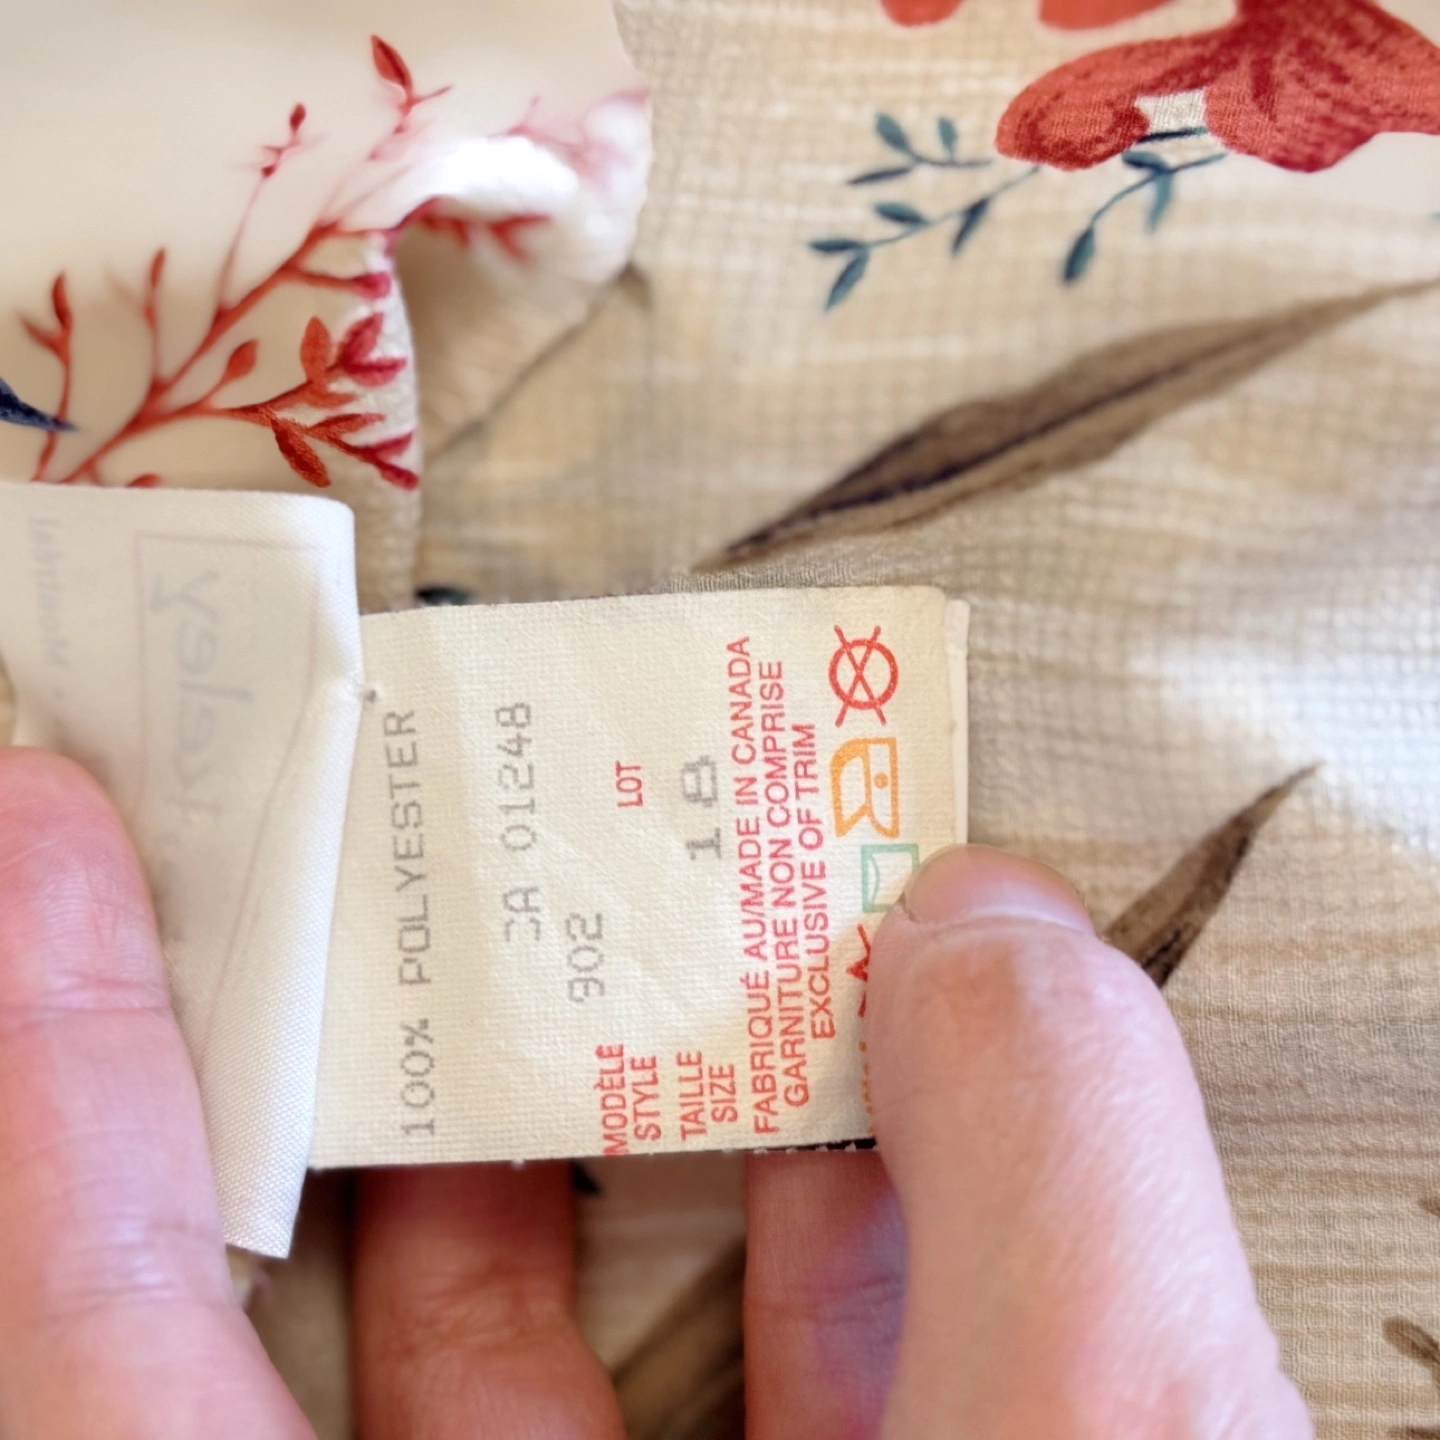 100% POLYESTER
CA 01248
902
MODÈLE
STYLE
LOT
18
TAILLE
SIZE
FABRIQUÉ AU/MADE IN CANADA
GARNITURE NON COMPRISE
EXCLUSIVE OF TRIM